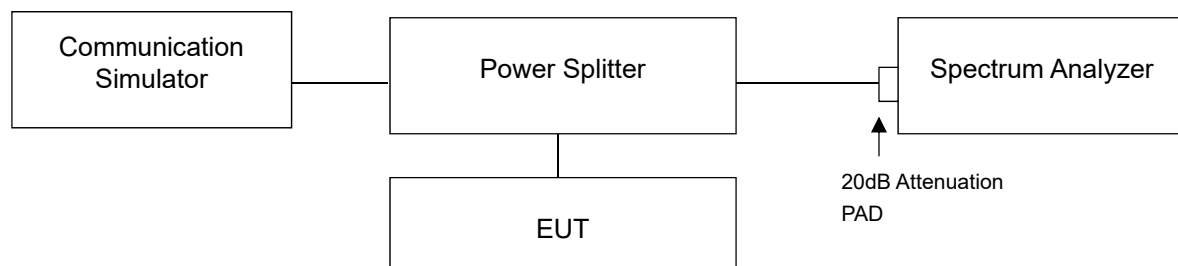 Communication
Simulator
Power Splitter
Spectrum Analyzer
20dB Attenuation
PAD
EUT